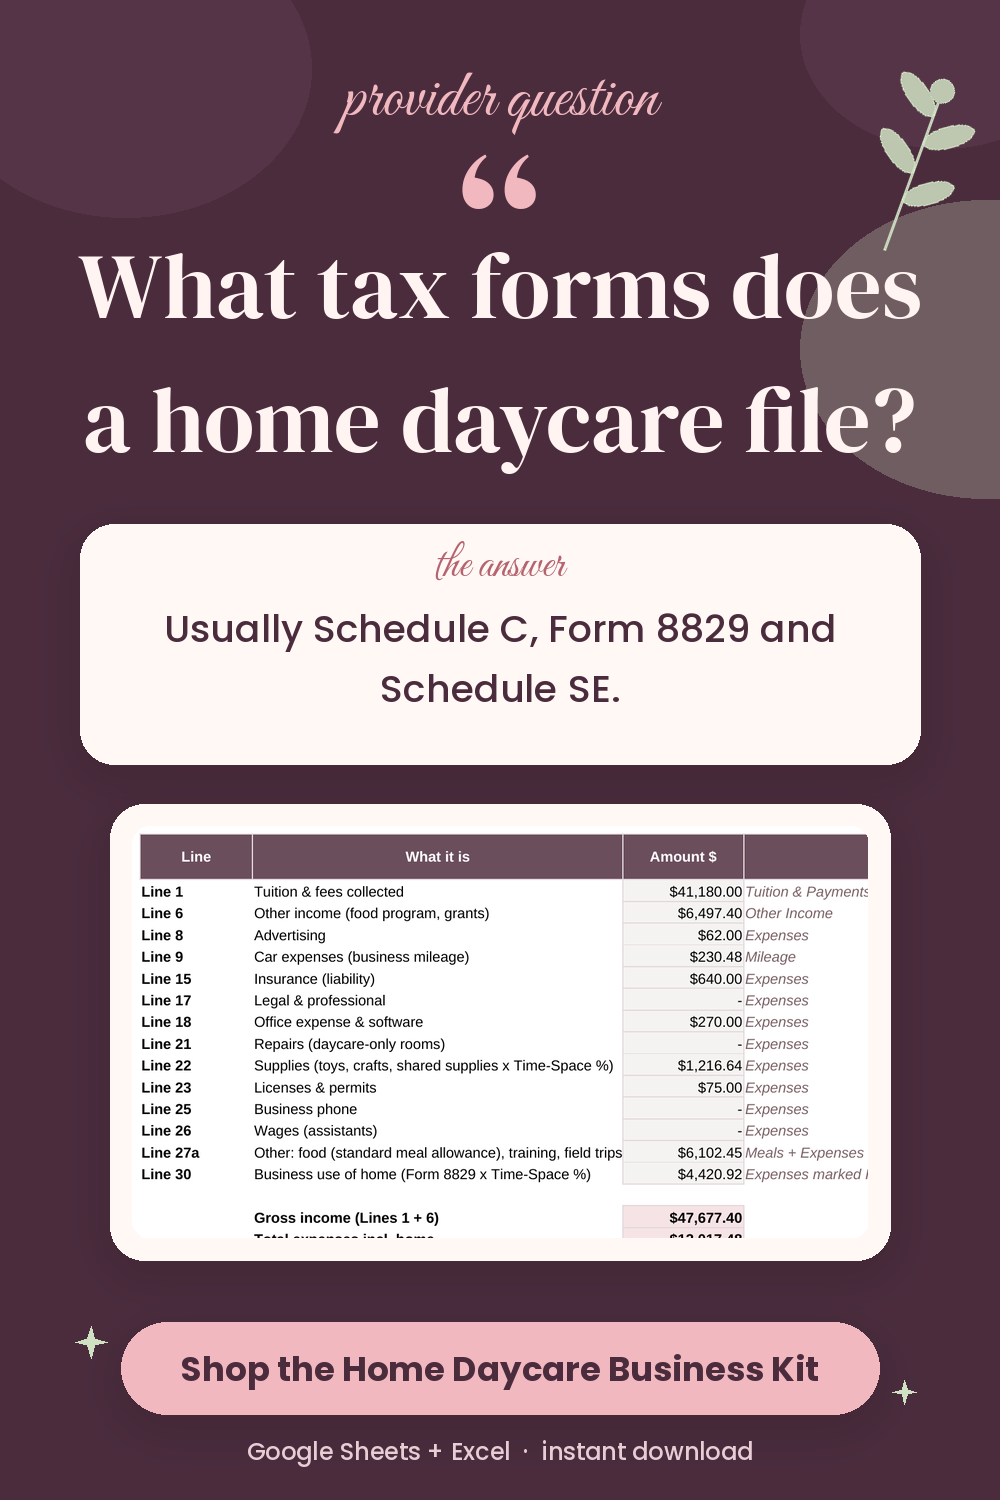 provider question
“
What tax forms does
a home daycare file?
the answer
Usually Schedule C, Form 8829 and
Schedule SE.
Line What it is Amount $
Line 1 Tuition & fees collected $41,180.00 Tuition & Payments
Line 6 Other income (food program, grants) $6,497.40 Other Income
Line 8 Advertising $62.00 Expenses
Line 9 Car expenses (business mileage) $230.48 Mileage
Line 15 Insurance (liability) $640.00 Expenses
Line 17 Legal & professional - Expenses
Line 18 Office expense & software $270.00 Expenses
Line 21 Repairs (daycare-only rooms) - Expenses
Line 22 Supplies (toys, crafts, shared supplies x Time-Space %) $1,216.64 Expenses
Line 23 Licenses & permits $75.00 Expenses
Line 25 Business phone - Expenses
Line 26 Wages (assistants) - Expenses
Line 27a Other: food (standard meal allowance), training, field trips $6,102.45 Meals + Expenses
Line 30 Business use of home (Form 8829 x Time-Space %) $4,420.92 Expenses marked
Gross income (Lines 1 + 6) $47,677.40
Shop the Home Daycare Business Kit
Google Sheets + Excel · instant download